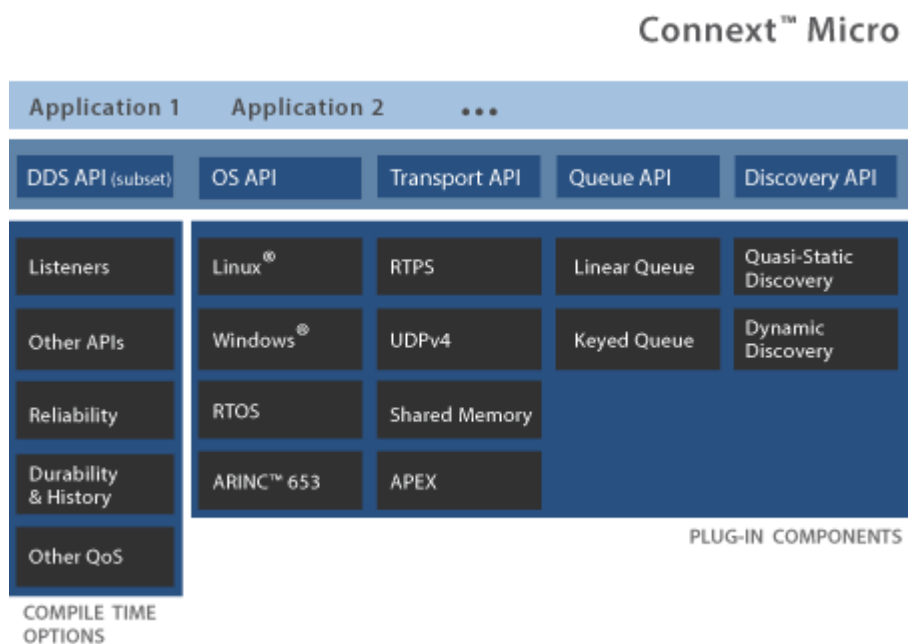 Connext™ Micro
Application 1 Application 2 •••
DDS API (subset) OS API Transport API Queue API Discovery API
Listeners
Other APIs
Reliability
Durability
& History
Other QoS
COMPILE TIME
OPTIONS
Linux®
Windows®
RTOS
ARINC™ 653
RTPS
UDPv4
Shared Memory
APEX
Linear Queue
Keyed Queue
Quasi-Static
Discovery
Dynamic
Discovery
PLUG-IN COMPONENTS